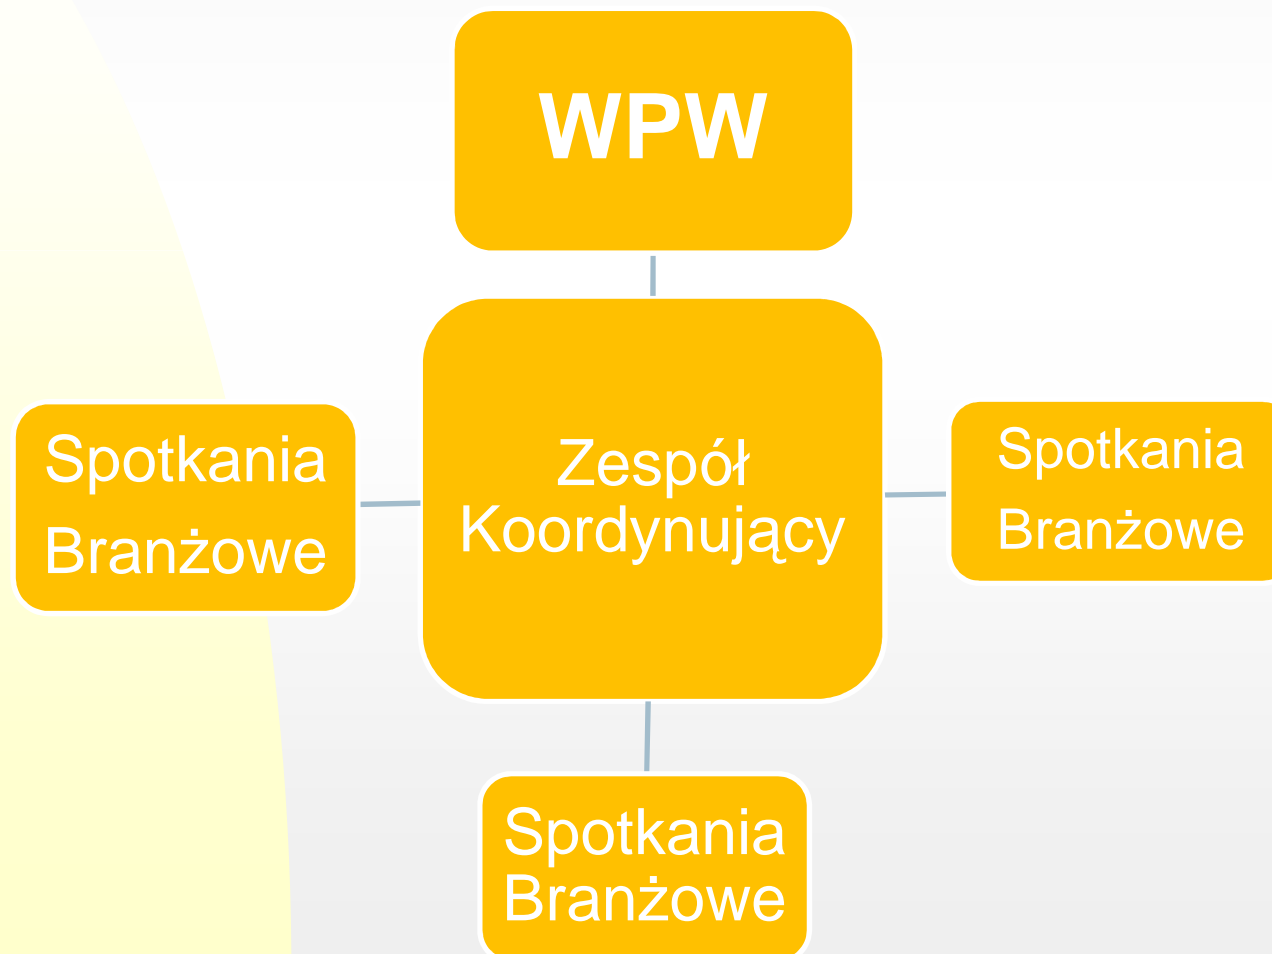 WPW
Spotkania
Branżowe
Zespół
Koordynujący
Spotkania
Branżowe
Spotkania
Branżowe